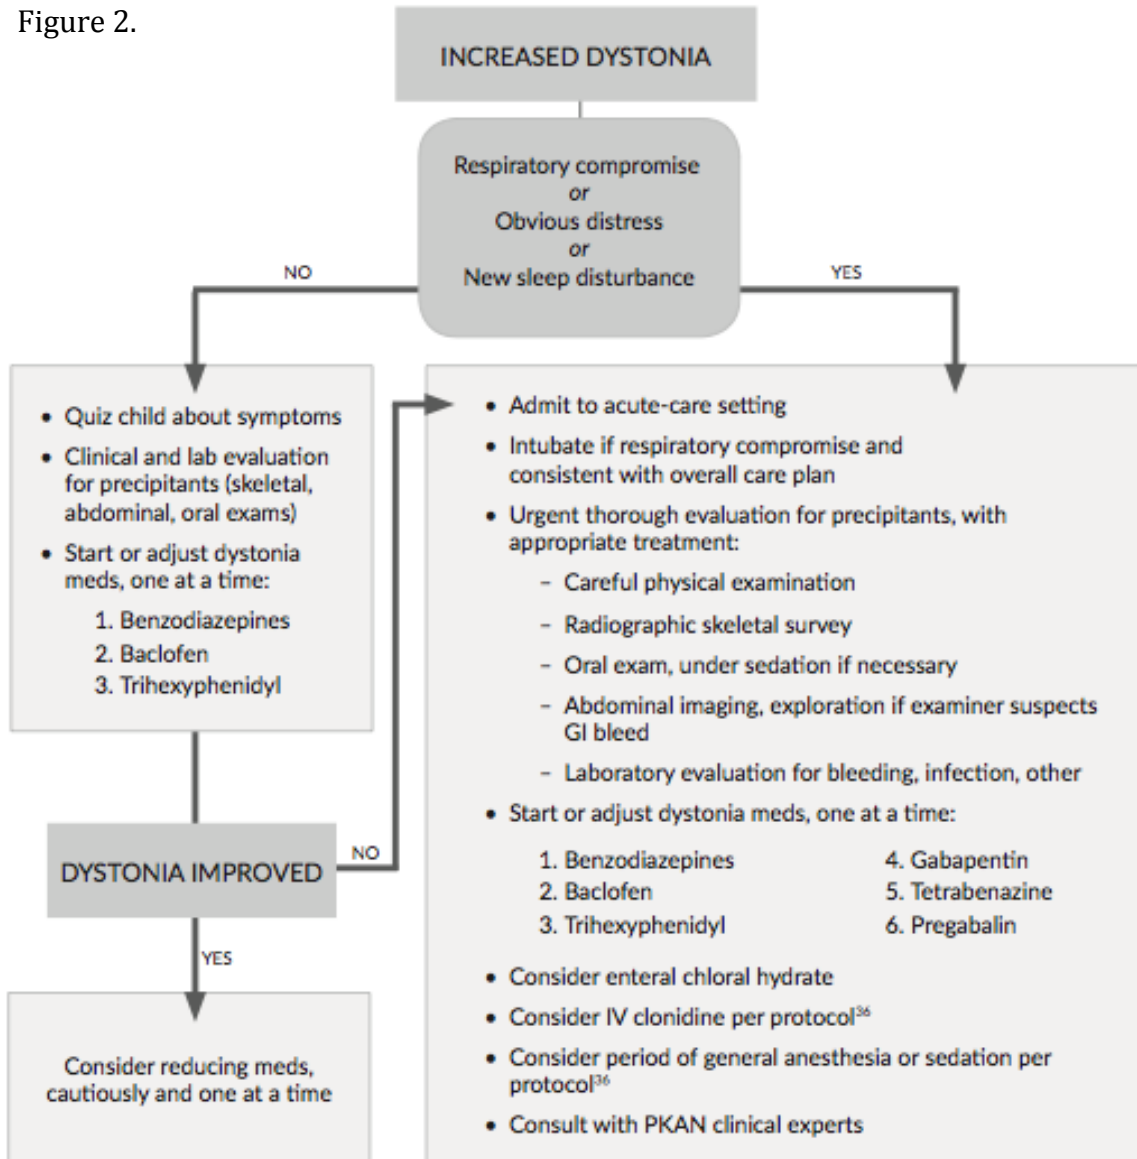 Figure 2.
INCREASED DYSTONIA
Respiratory compromise
or
Obvious distress
or
New sleep disturbance
NO
YES
• Quiz child about symptoms
• Clinical and lab evaluation
for precipitants (skeletal,
abdominal, oral exams)
• Start or adjust dystonia
meds, one at a time:
1. Benzodiazepines
2. Baclofen
3. Trihexyphenidyl
DYSTONIA IMPROVED
NO
YES
Consider reducing meds,
cautiously and one at a time
• Admit to acute-care setting
• Intubate if respiratory compromise and
consistent with overall care plan
• Urgent thorough evaluation for precipitants, with
appropriate treatment:
– Careful physical examination
– Radiographic skeletal survey
– Oral exam, under sedation if necessary
– Abdominal imaging, exploration if examiner suspects
GI bleed
– Laboratory evaluation for bleeding, infection, other
• Start or adjust dystonia meds, one at a time:
1. Benzodiazepines
2. Baclofen
3. Trihexyphenidyl
4. Gabapentin
5. Tetrabenazine
6. Pregabalin
• Consider enteral chloral hydrate
• Consider IV clonidine per protocol³⁶
• Consider period of general anesthesia or sedation per
protocol³⁶
• Consult with PKAN clinical experts